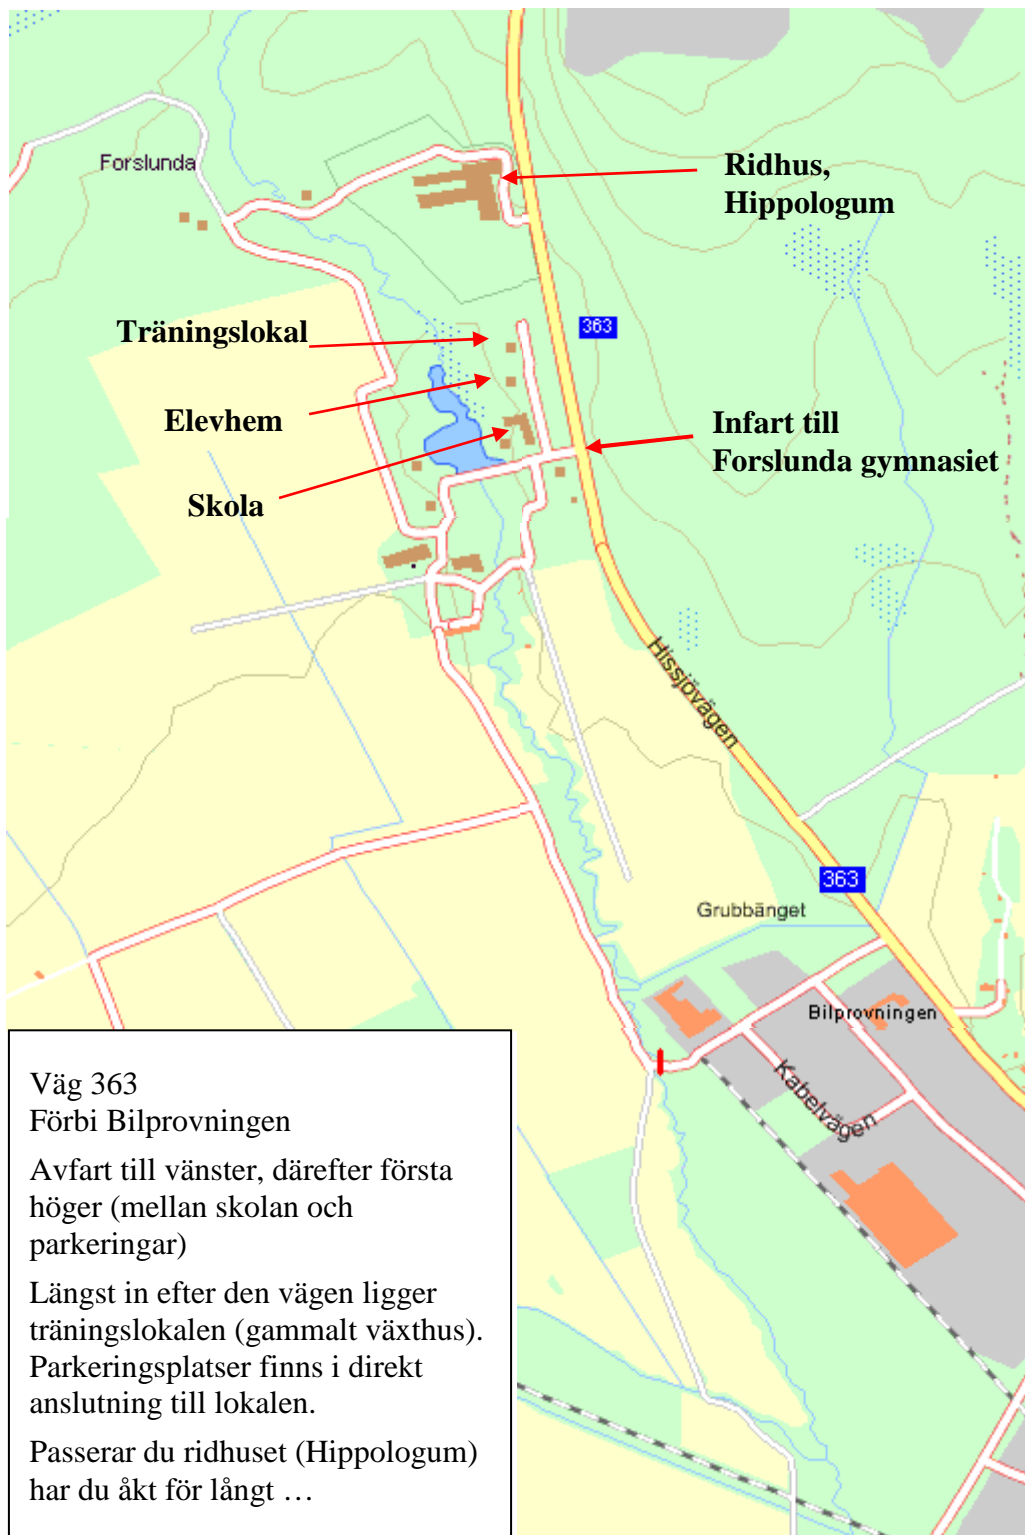 Forslunda
Ridhus,
Hippologum
363
Träningslokal
Elevhem
Infart till
Forslunda gymnasiet
Skola
Hissjövägen
363
Grubbänget
Bilprovningen
Kabelvägen
Väg 363
Förbi Bilprovningen
Avfart till vänster, därefter första
höger (mellan skolan och
parkeringar)
Längst in efter den vägen ligger
träningslokalen (gammalt växthus).
Parkeringsplatser finns i direkt
anslutning till lokalen.
Passerar du ridhuset (Hippologum)
har du åkt för långt …